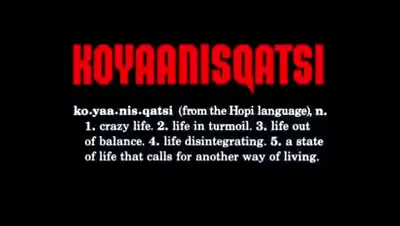 KOYAANISQATSI
ko.yaa.nis.qatsi (from the Hopi language), n.
1. crazy life. 2. life in turmoil. 3. life out
of balance. 4. life disintegrating. 5. a state
of life that calls for another way of living.